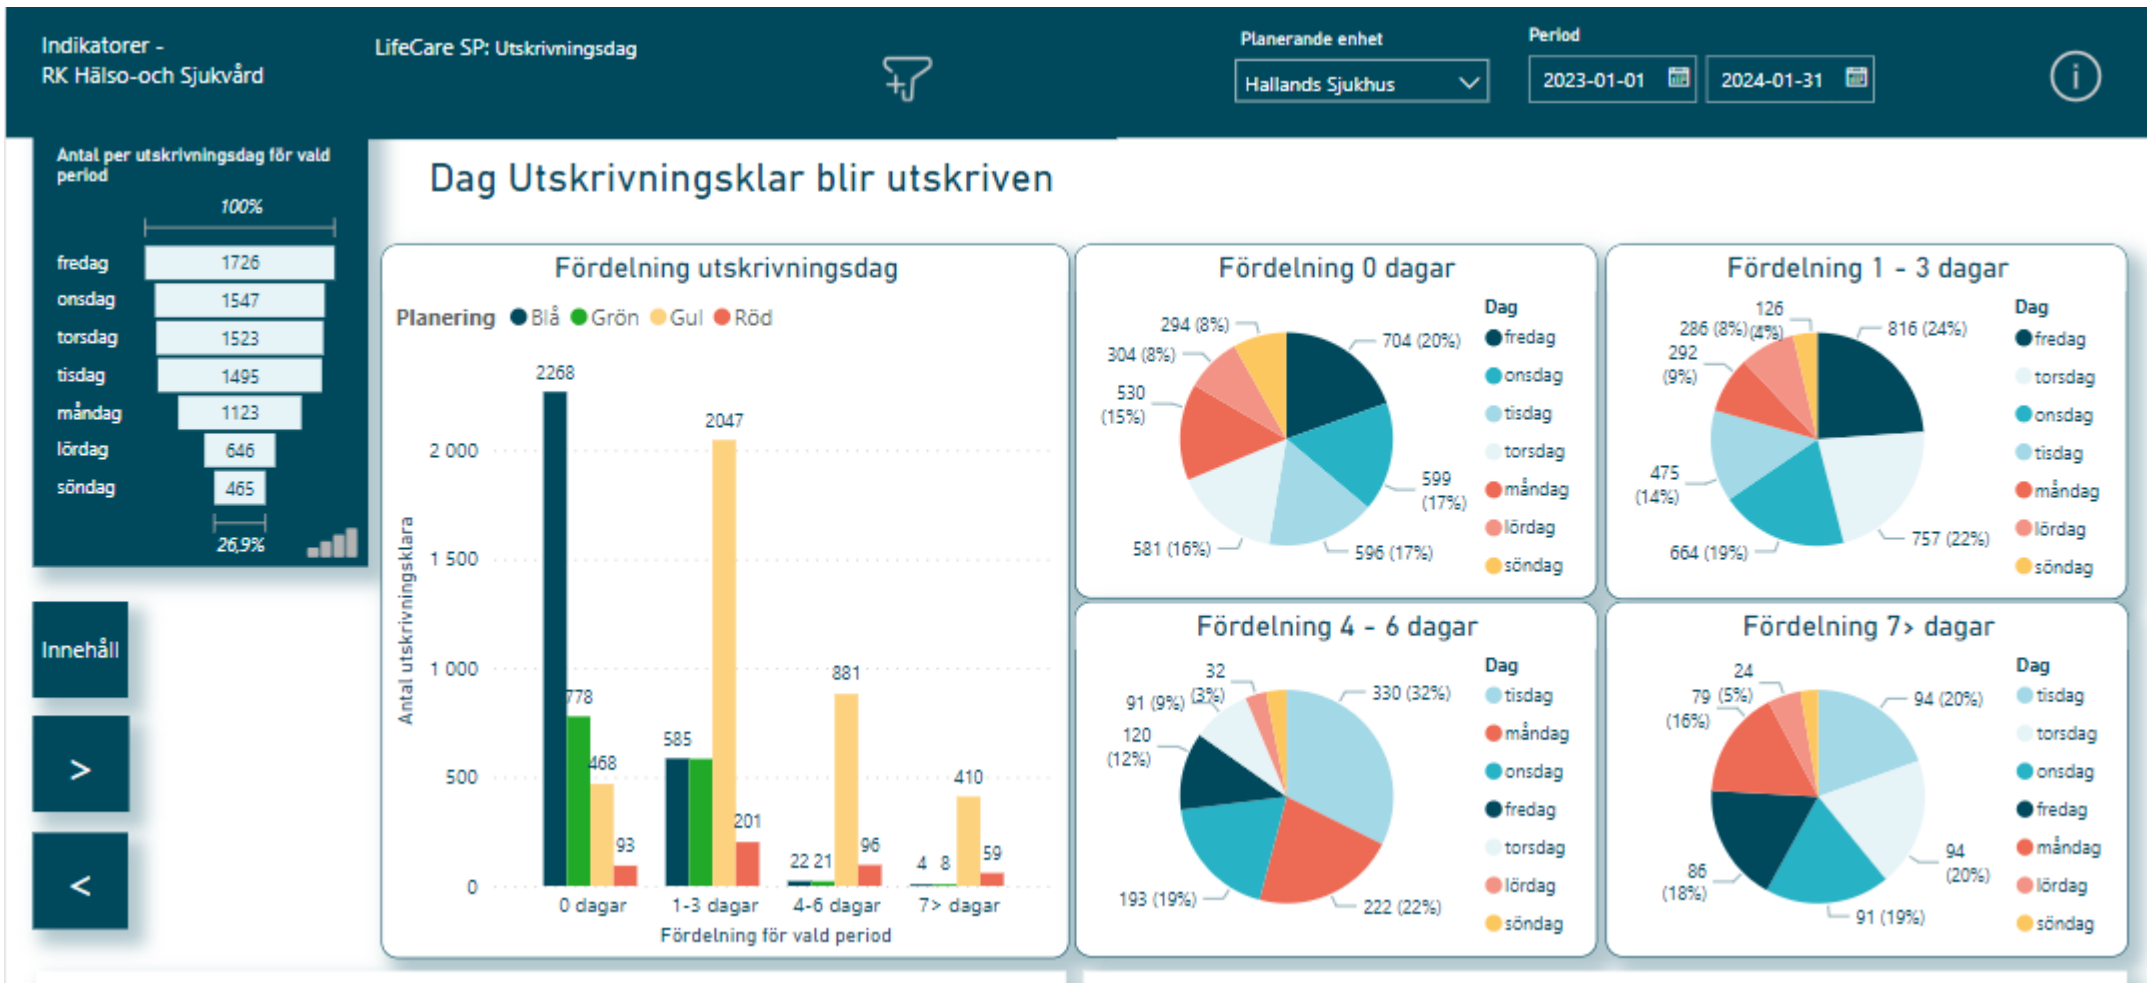 Indikatorer -
RK Hälso-och Sjukvård
LifeCare SP: Utskrivningsdag
Planerande enhet
Hallands Sjukhus
Period
2023-01-01
2024-01-31
i
Antal per utskrivningsdag för vald
period
100%
fredag 1726
onsdag 1547
torsdag 1523
tisdag 1495
måndag 1123
lördag 646
söndag 465
26,9%
Innehåll
>
<
Dag Utskrivningsklar blir utskriven
Fördelning utskrivningsdag
Planering Blå Grön Gul Röd
Antal utskrivningsklara
2 000
1 500
1 000
500
0
2268
778
468
93
585
2047
201
22
21
881
96
4
8
410
59
0 dagar
1-3 dagar
4-6 dagar
7> dagar
Fördelning för vald period
Fördelning 0 dagar
704 (20%)
599
(17%)
596 (17%)
581 (16%)
530
(15%)
304 (8%)
294 (8%)
Dag
fredag
onsdag
tisdag
torsdag
måndag
lördag
söndag
Fördelning 1 - 3 dagar
816 (24%)
757 (22%)
664 (19%)
475
(14%)
292
(9%)
286 (8%)
126
(4%)
Dag
fredag
torsdag
onsdag
tisdag
måndag
lördag
söndag
Fördelning 4 - 6 dagar
330 (32%)
222 (22%)
193 (19%)
120
(12%)
91 (9%)
32
(3%)
Dag
tisdag
måndag
onsdag
fredag
torsdag
lördag
söndag
Fördelning 7> dagar
94 (20%)
94
(20%)
91 (19%)
86
(18%)
79
(16%)
24
(5%)
Dag
tisdag
torsdag
onsdag
fredag
måndag
lördag
söndag